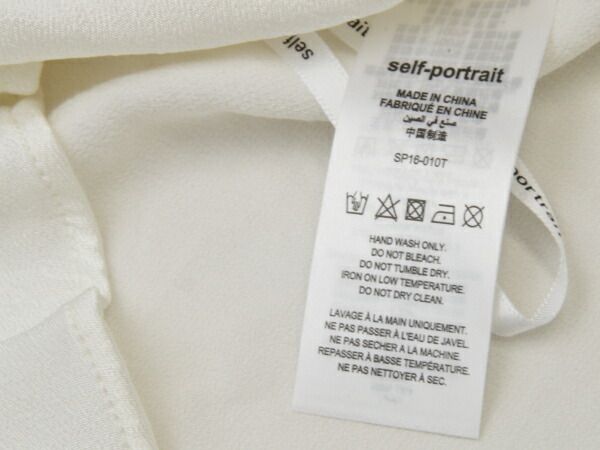 self
self-portrait
MADE IN CHINA
FABRIQUÉ EN CHINE
صنع في الصين
中国制造
SP16-010T
portrait
HAND WASH ONLY.
DO NOT BLEACH.
DO NOT TUMBLE DRY.
IRON ON LOW TEMPERATURE.
DO NOT DRY CLEAN.
LAVAGE À LA MAIN UNIQUEMENT.
NE PAS PASSER À L'EAU DE JAVEL.
NE PAS SECHER A LA MACHINE.
REPASSER À BASSE TEMPÉRATURE.
NE PAS NETTOYER À SEC.